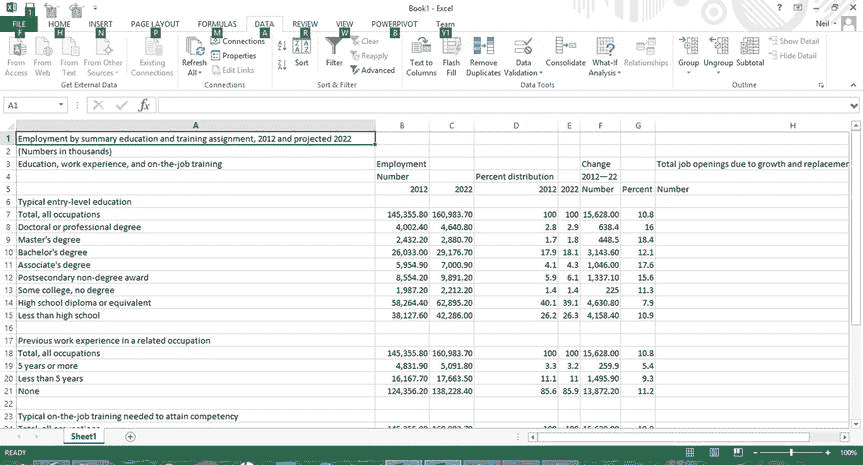 Book1 - Excel
1
FILE HOME INSERT PAGE LAYOUT FORMULAS DATA REVIEW VIEW POWERPIVOT Team Neil
F H N P M A R W B Y1
From Access From Web From Text From Other Sources Existing Connections Refresh All Connections Properties Edit Links Sort Filter Clear Reapply Advanced Text to Columns Flash Fill Remove Duplicates Data Validation Consolidate What-If Analysis Relationships Group Ungroup Subtotal Show Detail Hide Detail
Get External Data Connections Sort & Filter Data Tools Outline
A1 fx
A B C D E F G H
1 Employment by summary education and training assignment, 2012 and projected 2022
2 (Numbers in thousands)
3 Education, work experience, and on-the-job training Employment Change Total job openings due to growth and replacemen
4 Number Percent distribution 2012—22
5 2012 2022 2012 2022 Number Percent Number
6 Typical entry-level education
7 Total, all occupations 145,355.80 160,983.70 100 100 15,628.00 10.8
8 Doctoral or professional degree 4,002.40 4,640.80 2.8 2.9 638.4 16
9 Master's degree 2,432.20 2,880.70 1.7 1.8 448.5 18.4
10 Bachelor's degree 26,033.00 29,176.70 17.9 18.1 3,143.60 12.1
11 Associate's degree 5,954.90 7,000.90 4.1 4.3 1,046.00 17.6
12 Postsecondary non-degree award 8,554.20 9,891.20 5.9 6.1 1,337.10 15.6
13 Some college, no degree 1,987.20 2,212.20 1.4 1.4 225 11.3
14 High school diploma or equivalent 58,264.40 62,895.20 40.1 39.1 4,630.80 7.9
15 Less than high school 38,127.60 42,286.00 26.2 26.3 4,158.40 10.9
16
17 Previous work experience in a related occupation
18 Total, all occupations 145,355.80 160,983.70 100 100 15,628.00 10.8
19 5 years or more 4,831.90 5,091.80 3.3 3.2 259.9 5.4
20 Less than 5 years 16,167.70 17,663.50 11.1 11 1,495.90 9.3
21 None 124,356.20 138,228.40 85.6 85.9 13,872.20 11.2
22
23 Typical on-the-job training needed to attain competency
Sheet1
READY 100%